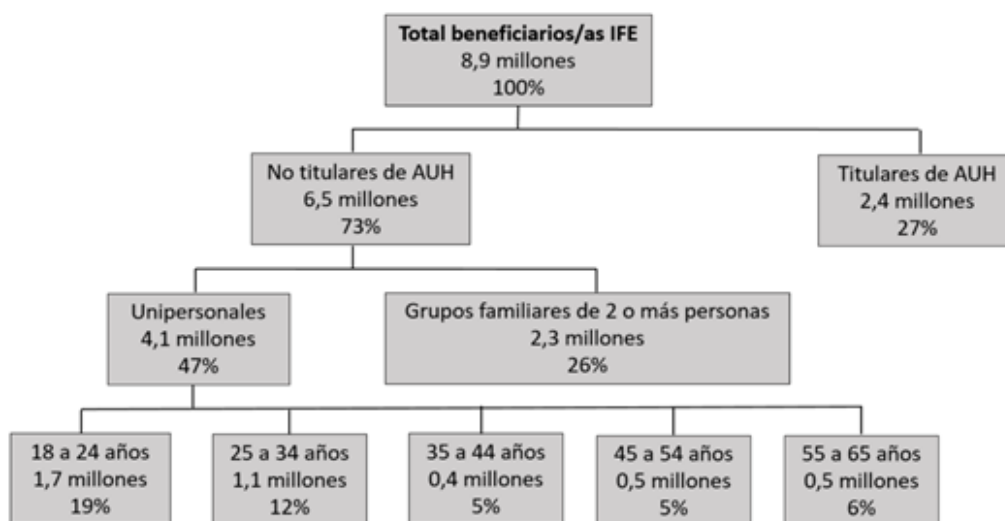 Total beneficiarios/as IFE
8,9 millones
100%
No titulares de AUH
6,5 millones
73%
Titulares de AUH
2,4 millones
27%
Unipersonales
4,1 millones
47%
Grupos familiares de 2 o más personas
2,3 millones
26%
18 a 24 años
1,7 millones
19%
25 a 34 años
1,1 millones
12%
35 a 44 años
0,4 millones
5%
45 a 54 años
0,5 millones
5%
55 a 65 años
0,5 millones
6%